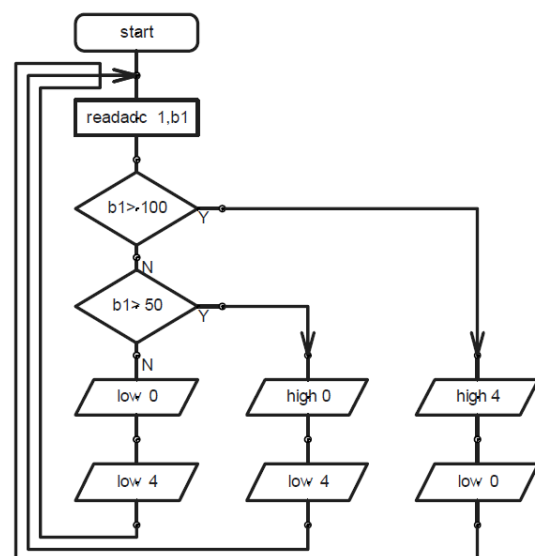 start
readadc 1,b1
b1> 100
Y
N
b1> 50
Y
N
low 0
high 0
high 4
low 4
low 4
low 0